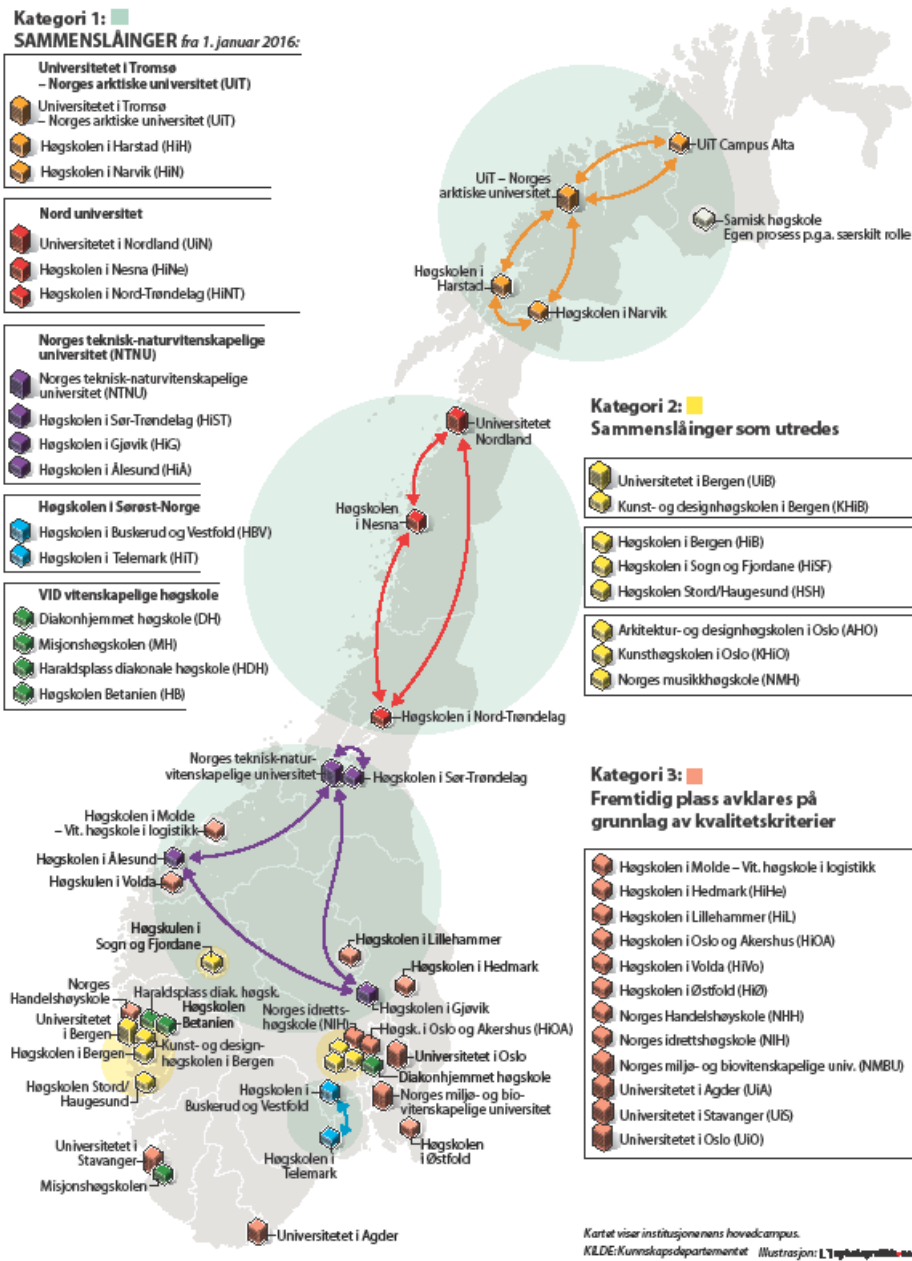 Kategori 1:
SAMMENSLÅINGER fra 1. januar 2016:
Universitetet i Tromsø
– Norges arktiske universitet (UiT)
Universitetet i Tromsø
– Norges arktiske universitet (UiT)
Høgskolen i Harstad (HiH)
Høgskolen i Narvik (HiN)
Nord universitet
Universitetet i Nordland (UiN)
Høgskolen i Nesna (HiNe)
Høgskolen i Nord-Trøndelag (HiNT)
Norges teknisk-naturvitenskapelige
universitet (NTNU)
Norges teknisk-naturvitenskapelige
universitet (NTNU)
Høgskolen i Sør-Trøndelag (HiST)
Høgskolen i Gjøvik (HiG)
Høgskolen i Ålesund (HiÅ)
Høgskolen i Sørøst-Norge
Høgskolen i Buskerud og Vestfold (HBV)
Høgskolen i Telemark (HiT)
VID vitenskapelige høgskole
Diakonhjemmet høgskole (DH)
Misjonshøgskolen (MH)
Haraldsplass diakonale høgskole (HDH)
Høgskolen Betanien (HB)
UiT Campus Alta
UiT – Norges
arktiske universitet
Samisk høgskole
Egen prosess p.g.a. særskilt rolle
Høgskolen i
Harstad
Høgskolen i Narvik
Universitetet
Nordland
Høgskolen
i Nesna
Høgskolen i Nord-Trøndelag
Kategori 2:
Sammenslåinger som utredes
Universitetet i Bergen (UiB)
Kunst- og designhøgskolen i Bergen (KHiB)
Høgskolen i Bergen (HiB)
Høgskolen i Sogn og Fjordane (HiSF)
Høgskolen Stord/Haugesund (HSH)
Arkitektur- og designhøgskolen i Oslo (AHO)
Kunsthøgskolen i Oslo (KHiO)
Norges musikkhøgskole (NMH)
Kategori 3:
Fremtidig plass avklares på
grunnlag av kvalitetskriterier
Høgskolen i Molde – Vit. høgskole i logistikk
Høgskolen i Hedmark (HiHe)
Høgskolen i Lillehammer (HiL)
Høgskolen i Oslo og Akershus (HiOA)
Høgskolen i Volda (HiVo)
Høgskolen i Østfold (HiØ)
Norges Handelshøyskole (NHH)
Norges idrettshøgskole (NIH)
Norges miljø- og biovitenskapelige univ. (NMBU)
Universitetet i Agder (UiA)
Universitetet i Stavanger (UiS)
Universitetet i Oslo (UiO)
Norges teknisk-natur-
vitenskapelige universitet
Høgskolen i Sør-Trøndelag
Høgskolen i Molde
– Vit. høgskole i logistikk
Høgskolen i Ålesund
Høgskulen i Volda
Høgskulen i
Sogn og Fjordane
Høgskolen i Lillehammer
Høgskolen i Hedmark
Høgskolen i Gjøvik
Norges
Handelshøyskole
Haraldsplass diak. høgsk.
Høgskolen
Betanien
Universitetet
i Bergen
Høgskolen i Bergen
Kunst- og design-
høgskolen i Bergen
Norges idretts-
høgskole (NIH)
Høgsk. i Oslo og Akershus (HiOA)
Universitetet i Oslo
Diakonhjemmet høgskole
Norges miljø- og bio-
vitenskapelige universitet
Høgskolen Stord/
Haugesund
Høgskolen i
Buskerud og Vestfold
Høgskolen i
Telemark
Høgskolen
i Østfold
Universitetet i
Stavanger
Misjonshøgskolen
Universitetet i Agder
Kartet viser institusjonenens hovedcampus.
KILDE: Kunnskapsdepartementet Illustrasjon: